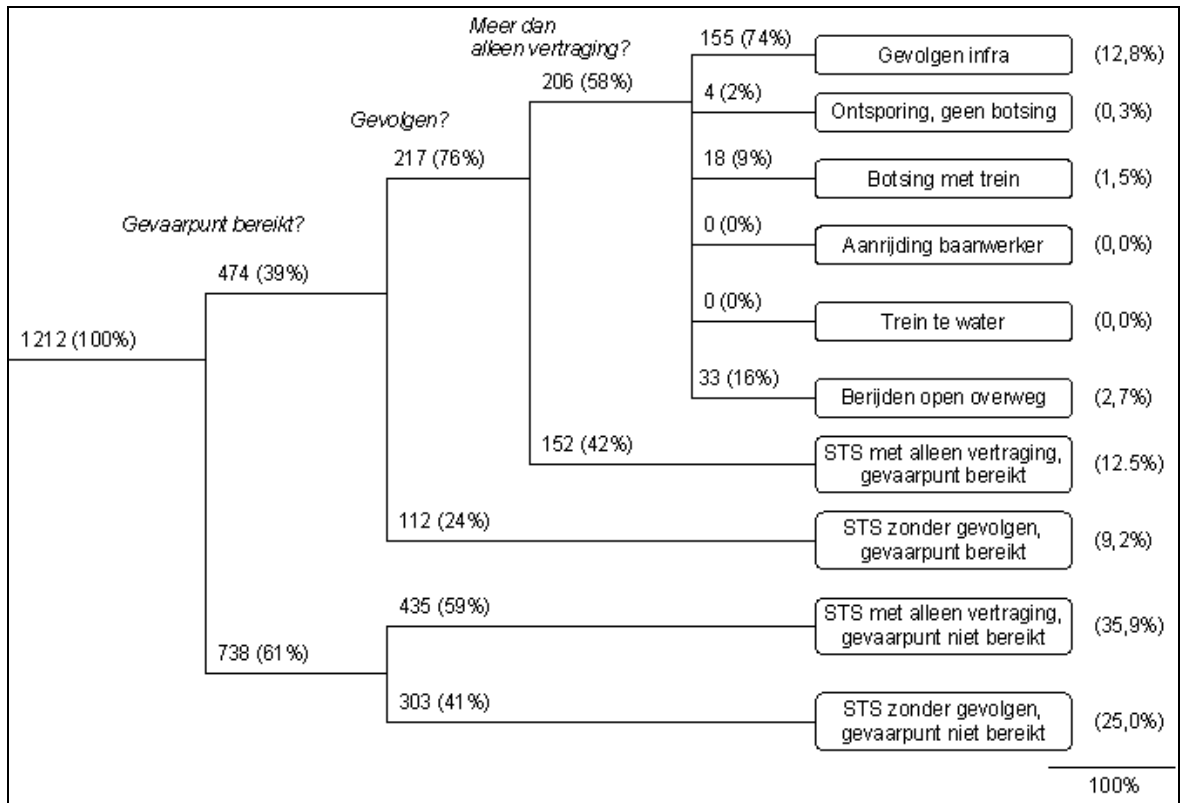 Meer dan
alleen vertraging?
155 (74%)
Gevolgen infra
(12,8%)
206 (58%)
4 (2%)
Ontsporing, geen botsing
(0,3%)
Gevolgen?
217 (76%)
18 (9%)
Botsing met trein
(1,5%)
Gevaarpunt bereikt?
0 (0%)
Aanrijding baanwerker
(0,0%)
474 (39%)
0 (0%)
Trein te water
(0,0%)
1212 (100%)
33 (16%)
Berijden open overweg
(2,7%)
152 (42%)
STS met alleen vertraging,
gevaarpunt bereikt
(12.5%)
112 (24%)
STS zonder gevolgen,
gevaarpunt bereikt
(9,2%)
435 (59%)
STS met alleen vertraging,
gevaarpunt niet bereikt
(35,9%)
738 (61%)
303 (41%)
STS zonder gevolgen,
gevaarpunt niet bereikt
(25,0%)
100%